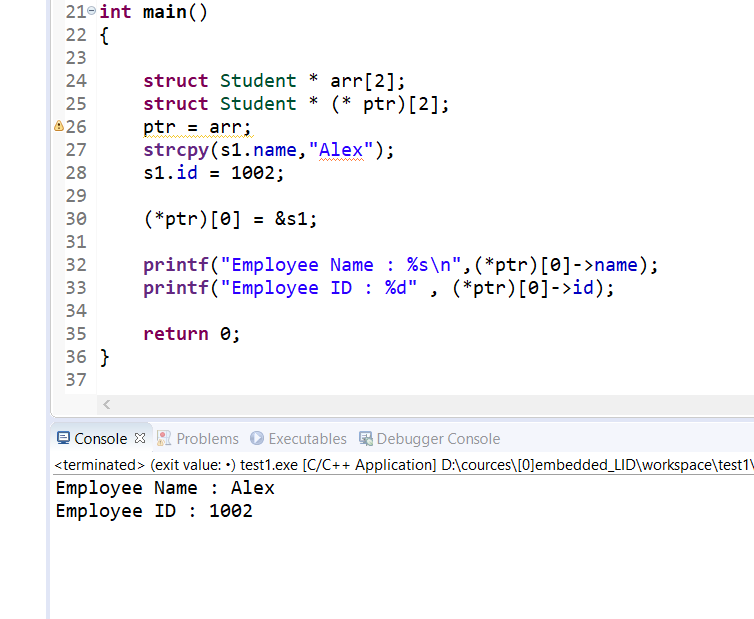 21 int main()
22 {
23
24 struct Student * arr[2];
25 struct Student * (* ptr)[2];
26 ptr = arr;
27 strcpy(s1.name,"Alex");
28 s1.id = 1002;
29
30 (*ptr)[0] = &s1;
31
32 printf("Employee Name : %s\n",(*ptr)[0]->name);
33 printf("Employee ID : %d" , (*ptr)[0]->id);
34
35 return 0;
36 }
37
Console Problems Executables Debugger Console
<terminated> (exit value: •) test1.exe [C/C++ Application] D:\cources\[0]embedded_LID\workspace\test1\
Employee Name : Alex
Employee ID : 1002